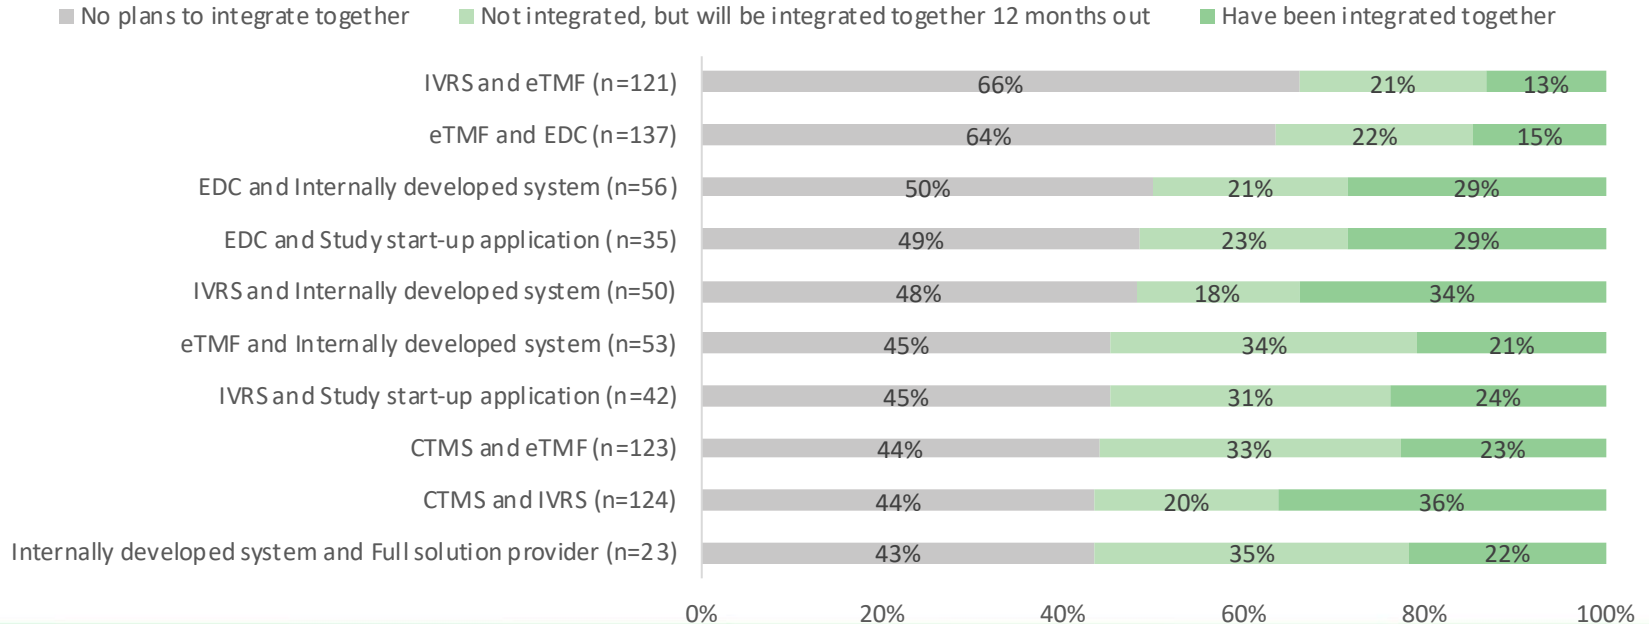 No plans to integrate together Not integrated, but will be integrated together 12 months out Have been integrated together
IVRS and eTMF (n=121) 66% 21% 13%
eTMF and EDC (n=137) 64% 22% 15%
EDC and Internally developed system (n=56) 50% 21% 29%
EDC and Study start-up application (n=35) 49% 23% 29%
IVRS and Internally developed system (n=50) 48% 18% 34%
eTMF and Internally developed system (n=53) 45% 34% 21%
IVRS and Study start-up application (n=42) 45% 31% 24%
CTMS and eTMF (n=123) 44% 33% 23%
CTMS and IVRS (n=124) 44% 20% 36%
Internally developed system and Full solution provider (n=23) 43% 35% 22%
0% 20% 40% 60% 80% 100%